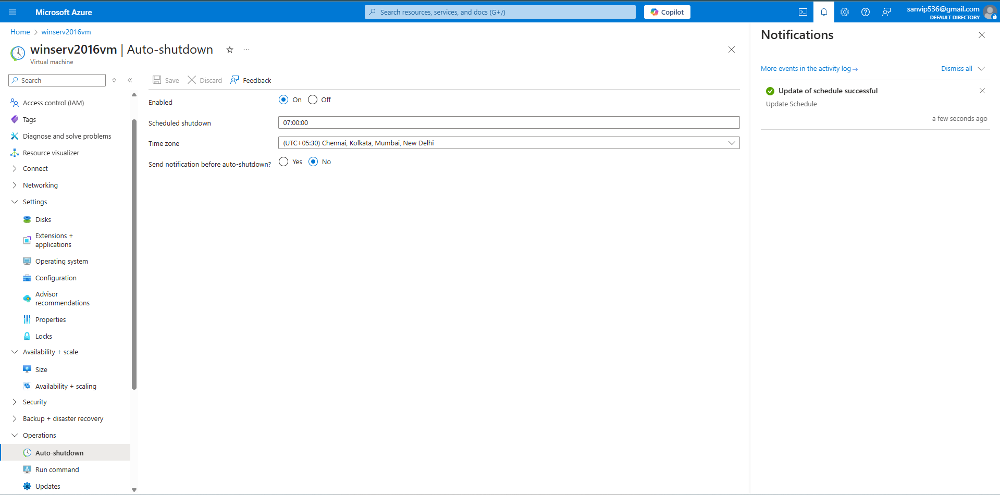 Microsoft Azure
Search resources, services, and docs (G+/)
Copilot
sanvip536@gmail.com
DEFAULT DIRECTORY
Home > winserv2016vm
winserv2016vm | Auto-shutdown
Virtual machine
Search
Save
Discard
Feedback
Access control (IAM)
Tags
Diagnose and solve problems
Resource visualizer
Connect
Networking
Settings
Disks
Extensions +
applications
Operating system
Configuration
Advisor
recommendations
Properties
Locks
Availability + scale
Size
Availability + scaling
Security
Backup + disaster recovery
Operations
Auto-shutdown
Run command
Updates
Enabled
On
Off
Scheduled shutdown
07:00:00
Time zone
(UTC+05:30) Chennai, Kolkata, Mumbai, New Delhi
Send notification before auto-shutdown?
Yes
No
Notifications
More events in the activity log →
Dismiss all
Update of schedule successful
Update Schedule
a few seconds ago